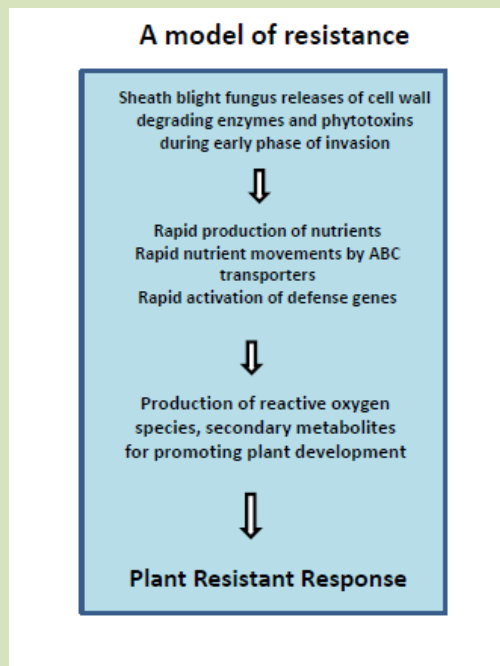 A model of resistance
Sheath blight fungus releases of cell wall
degrading enzymes and phytotoxins
during early phase of invasion
Rapid production of nutrients
Rapid nutrient movements by ABC
transporters
Rapid activation of defense genes
Production of reactive oxygen
species, secondary metabolites
for promoting plant development
Plant Resistant Response